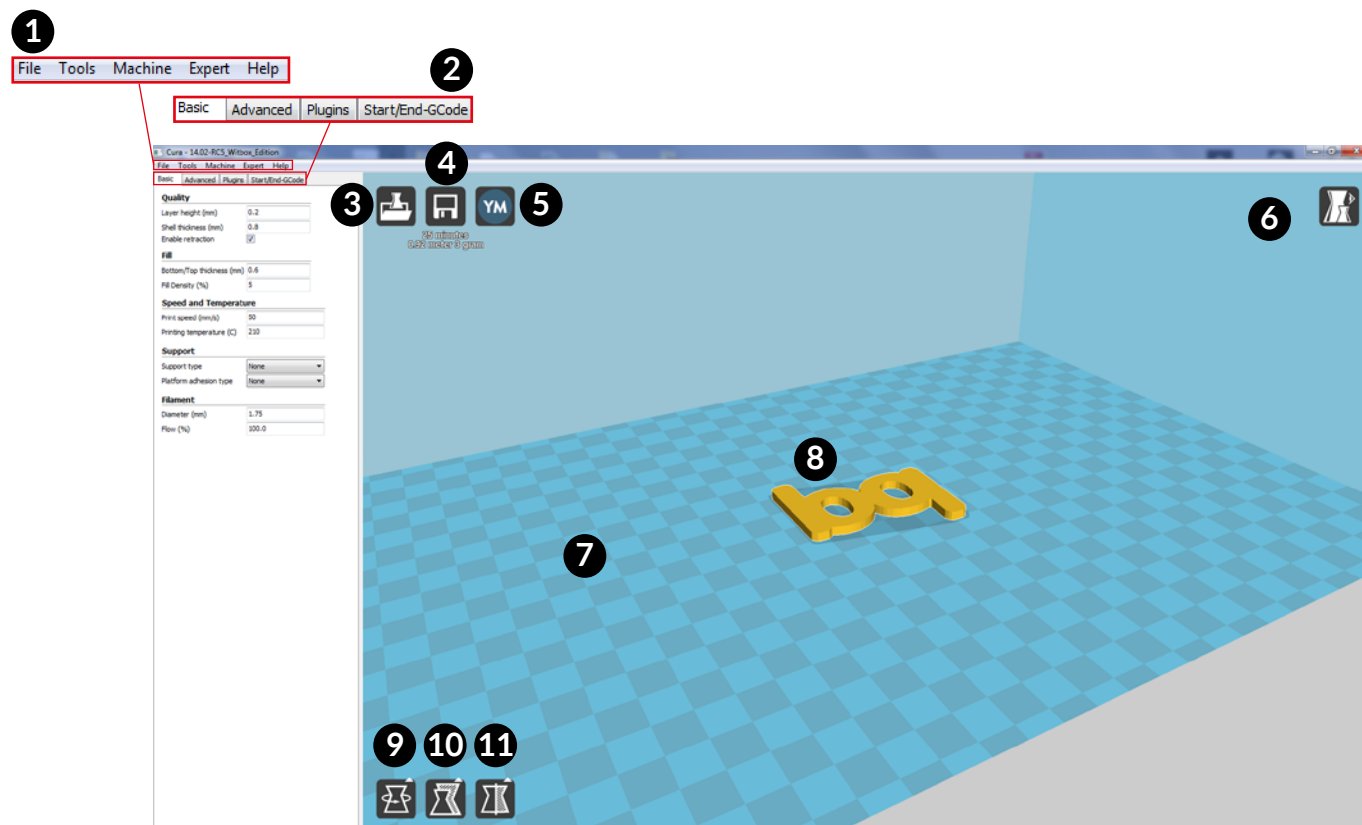 1
File Tools Machine Expert Help
2
Basic Advanced Plugins Start/End-GCode
Cura - 14.02-RC5_Witbox_Edition
File Tools Machine Expert Help
Basic Advanced Plugins Start/End-GCode
Quality
Layer height (mm) 0.2
Shell thickness (mm) 0.8
Enable retraction
Fill
Bottom/Top thickness (mm) 0.6
Fill Density (%) 5
Speed and Temperature
Print speed (mm/s) 50
Printing temperature (C) 210
Support
Support type None
Platform adhesion type None
Filament
Diameter (mm) 1.75
Flow (%) 100.0
3
4
YM
5
25 minutes
0.92 meter 3 gram
6
8
bq
7
9 10 11